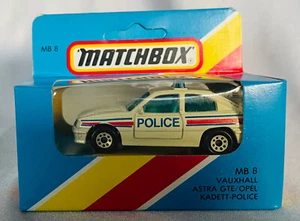 MB 8
MATCHBOX
POLICE
MB 8
VAUXHALL
ASTRA GTE/OPEL
KADETT-POLICE